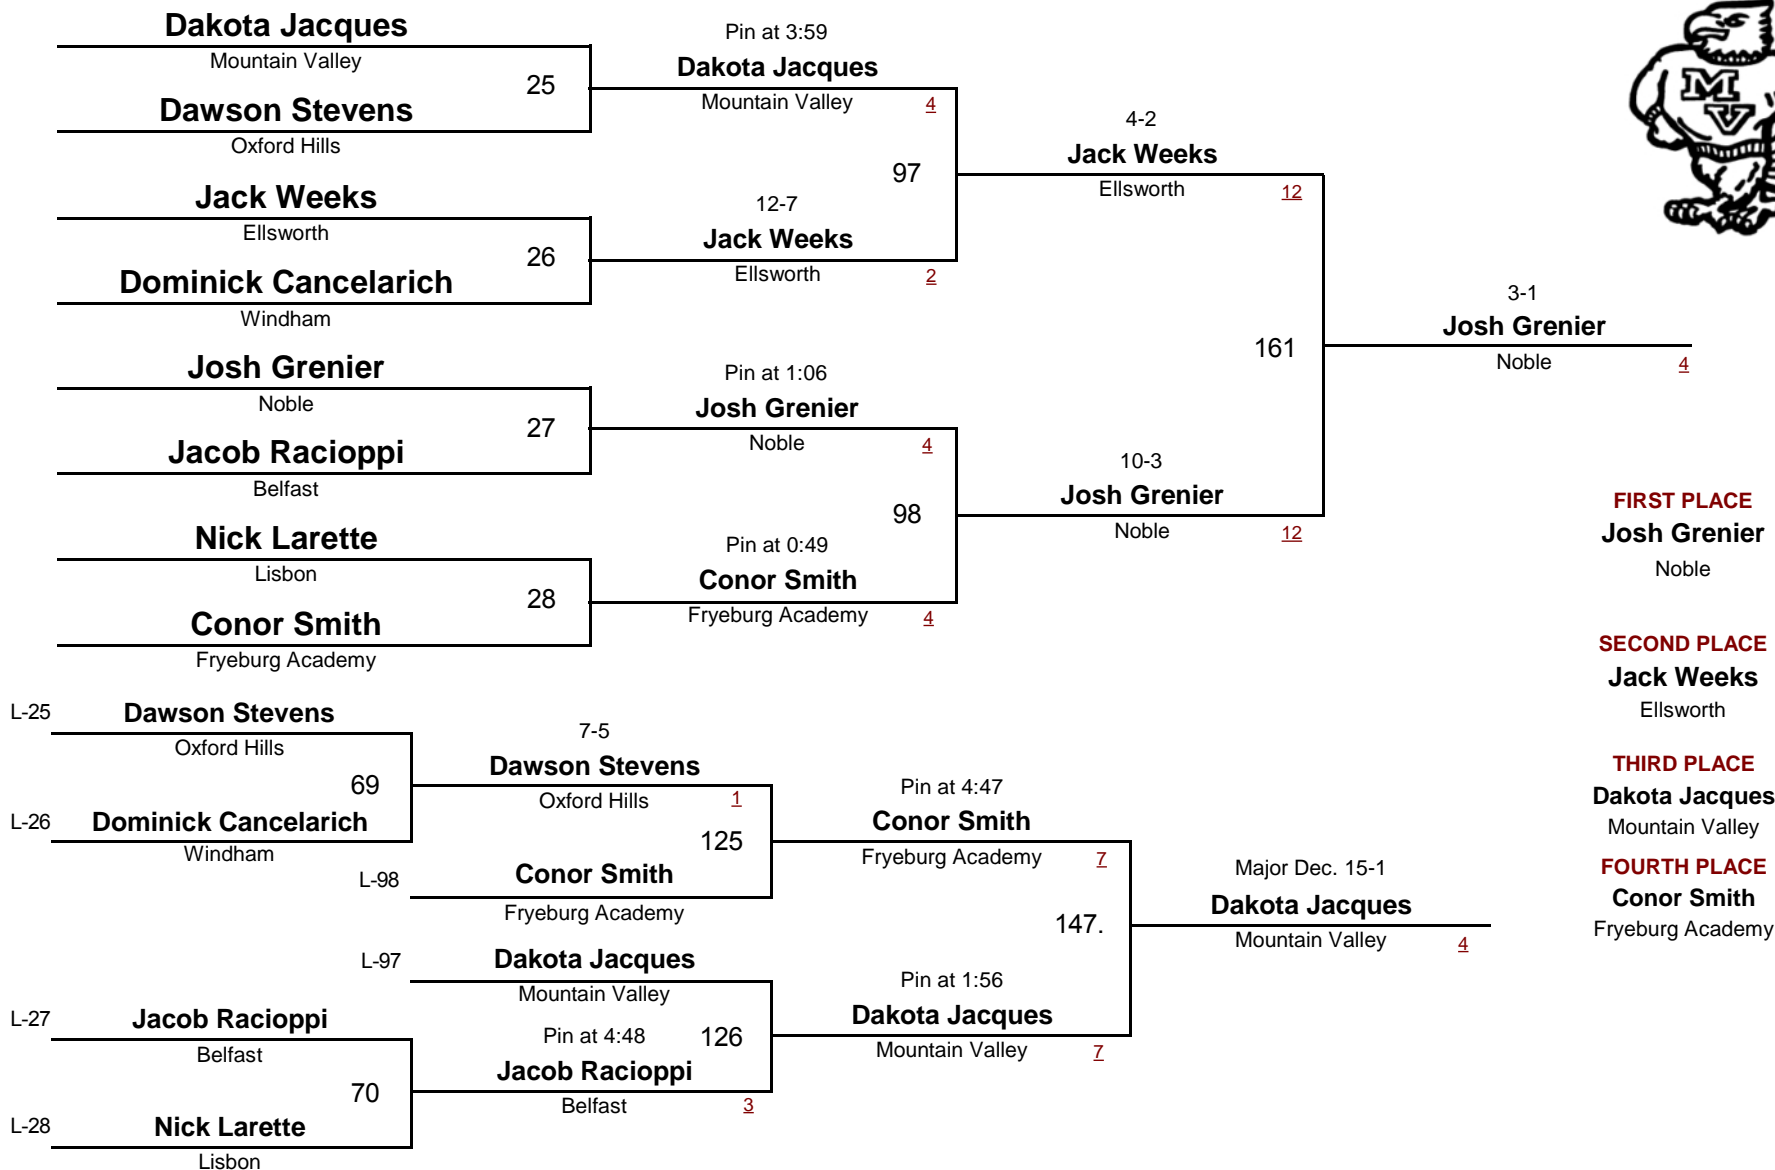 Dakota Jacques
Mountain Valley
25
Dawson Stevens
Oxford Hills
Jack Weeks
Ellsworth
26
Dominick Cancelarich
Windham
Josh Grenier
Noble
27
Jacob Racioppi
Belfast
Nick Larette
Lisbon
28
Conor Smith
Fryeburg Academy
Pin at 3:59
Dakota Jacques
Mountain Valley
4
97
12-7
Jack Weeks
Ellsworth
2
Pin at 1:06
Josh Grenier
Noble
4
98
Pin at 0:49
Conor Smith
Fryeburg Academy
4
4-2
Jack Weeks
Ellsworth
12
161
10-3
Josh Grenier
Noble
12
3-1
Josh Grenier
Noble
4
M
V
FIRST PLACE
Josh Grenier
Noble
SECOND PLACE
Jack Weeks
Ellsworth
THIRD PLACE
Dakota Jacques
Mountain Valley
FOURTH PLACE
Conor Smith
Fryeburg Academy
L-25
Dawson Stevens
Oxford Hills
69
L-26
Dominick Cancelarich
Windham
7-5
Dawson Stevens
Oxford Hills
1
125
L-98
Conor Smith
Fryeburg Academy
L-97
Dakota Jacques
Mountain Valley
126
L-27
Jacob Racioppi
Belfast
70
L-28
Nick Larette
Lisbon
Pin at 4:48
Jacob Racioppi
Belfast
3
Pin at 4:47
Conor Smith
Fryeburg Academy
7
147.
Pin at 1:56
Dakota Jacques
Mountain Valley
7
Major Dec. 15-1
Dakota Jacques
Mountain Valley
4